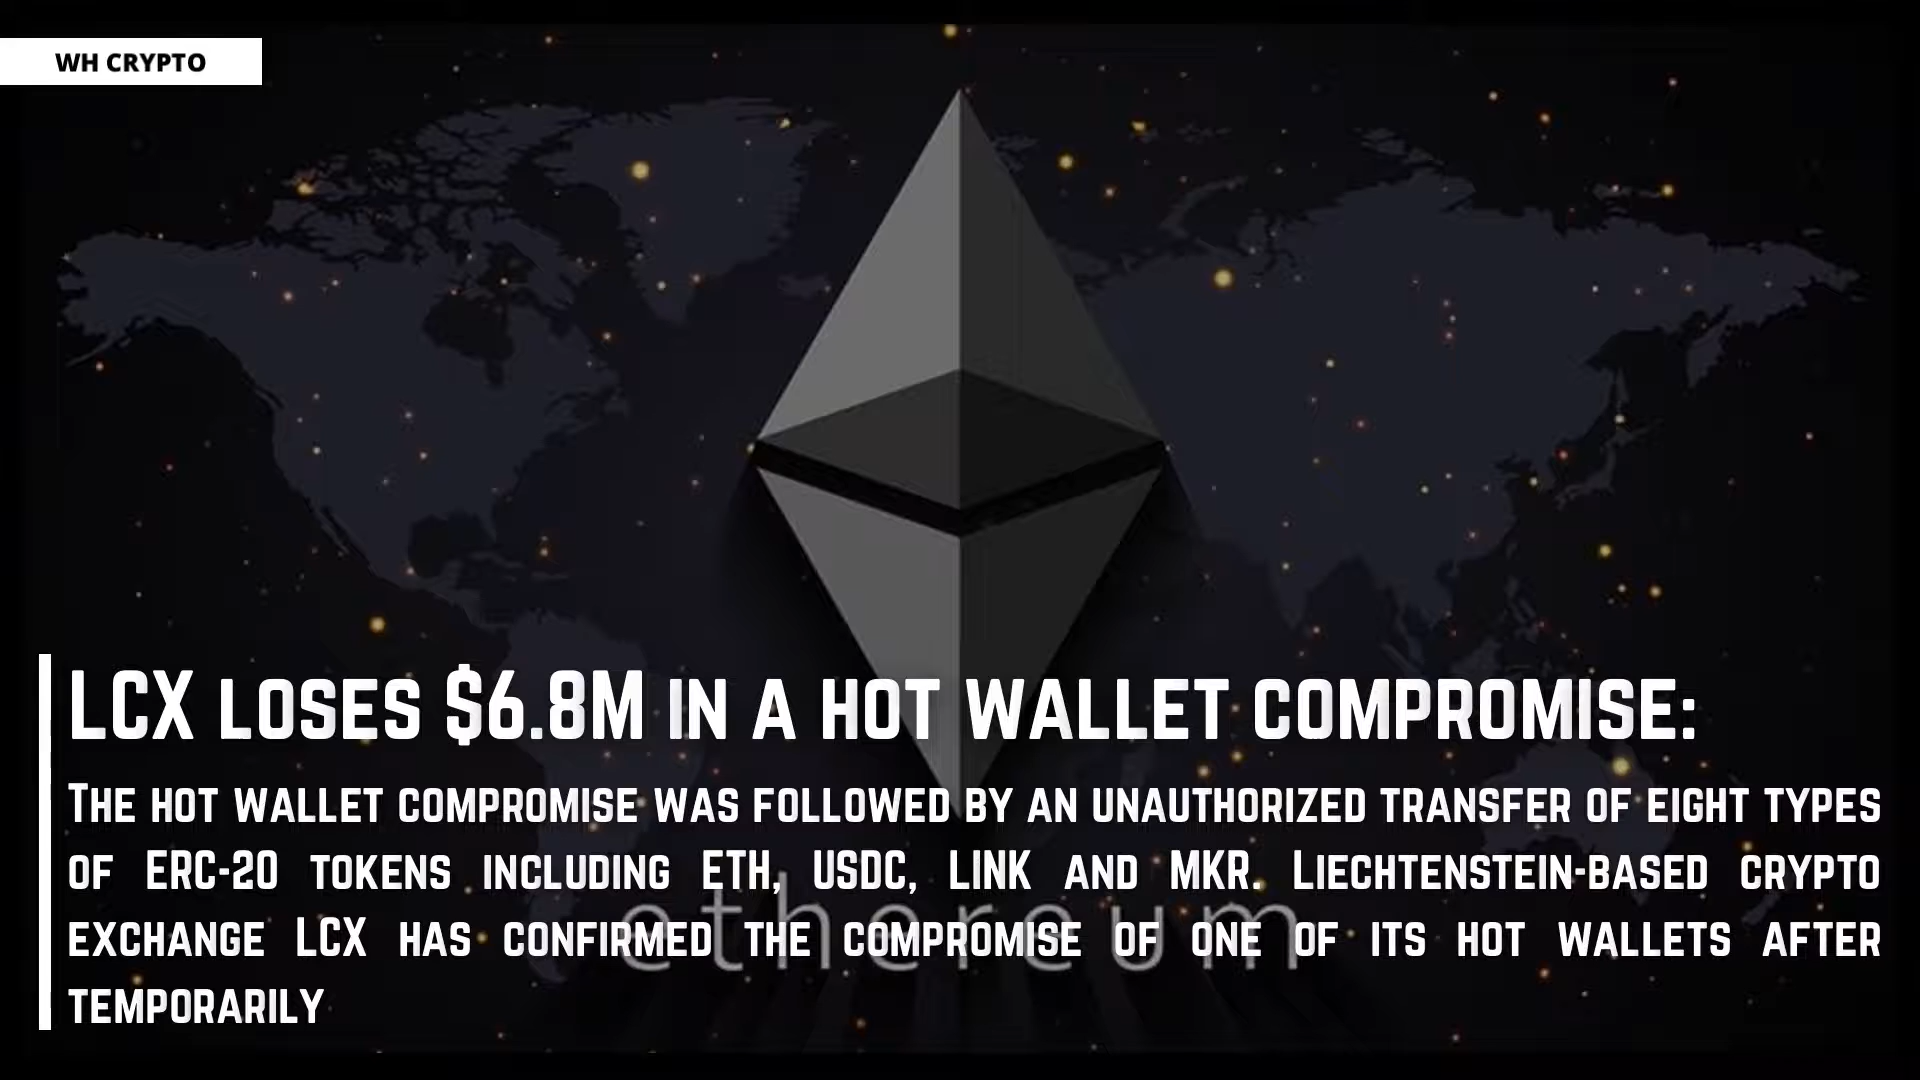 WH CRYPTO
LCX LOSES $6.8M IN A HOT WALLET COMPROMISE:
THE HOT WALLET COMPROMISE WAS FOLLOWED BY AN UNAUTHORIZED TRANSFER OF EIGHT TYPES
OF ERC-20 TOKENS INCLUDING ETH, USDC, LINK AND MKR. LIECHTENSTEIN-BASED CRYPTO
EXCHANGE LCX HAS CONFIRMED THE COMPROMISE OF ONE OF ITS HOT WALLETS AFTER
TEMPORARILY
ethereum